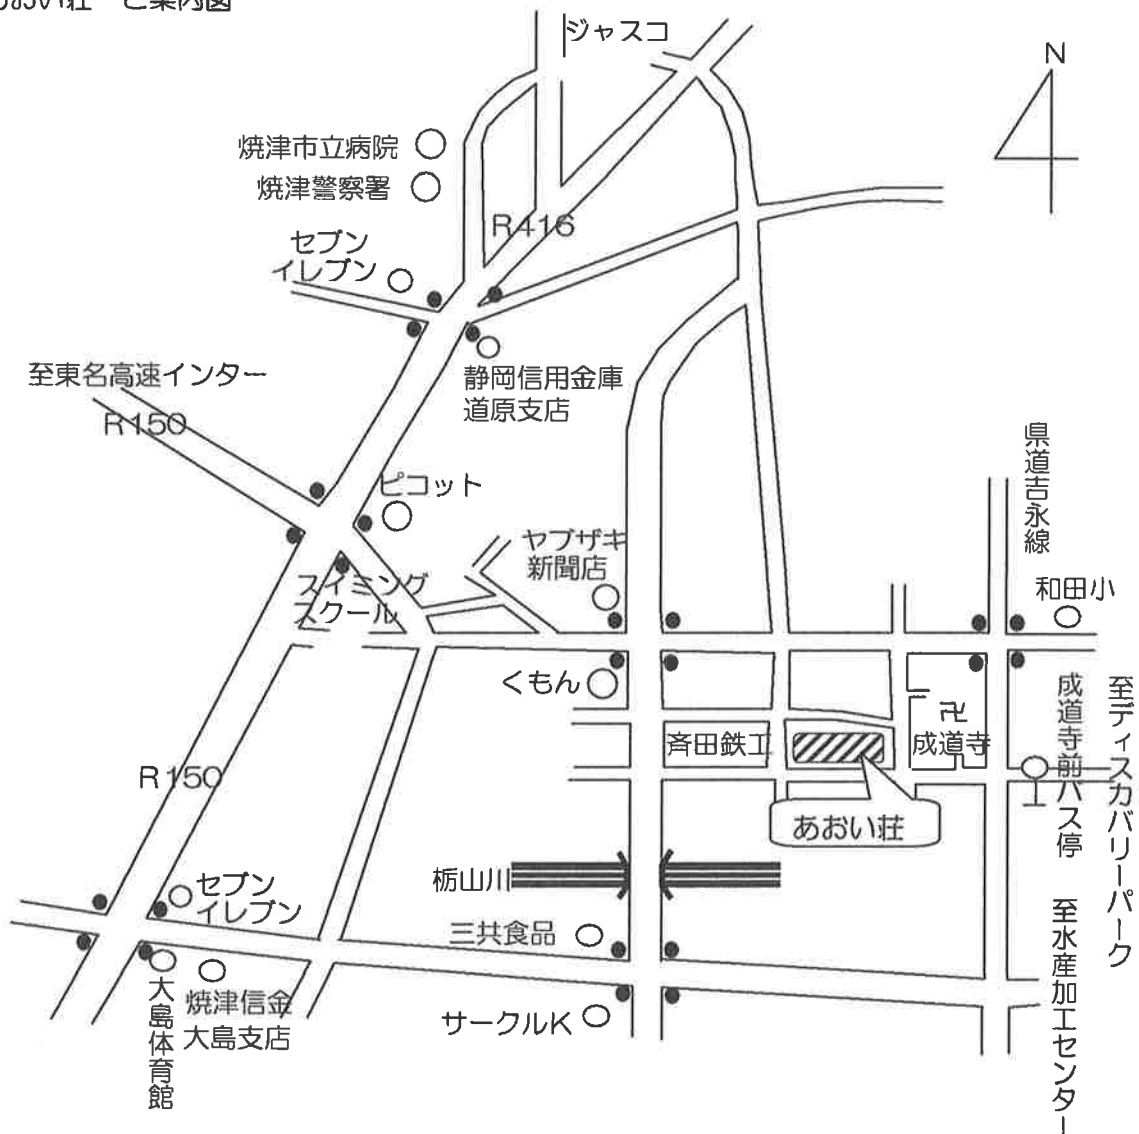 あおい荘 ご案内図
ジャスコ
N
焼津市立病院
焼津警察署
R416
セブン
イレブン
静岡信用金庫
道原支店
至東名高速インター
R150
ピコット
県道吉永線
ヤブザキ
新聞店
スイミング
スクール
和田小
くもん
卍
成道寺
斉田鉄工
成道寺前バス停
至ディスカバリーパーク
R150
あおい荘
栃山川
セブン
イレブン
三共食品
至水産加工センター
大島体育館
焼津信金
大島支店
サークルK